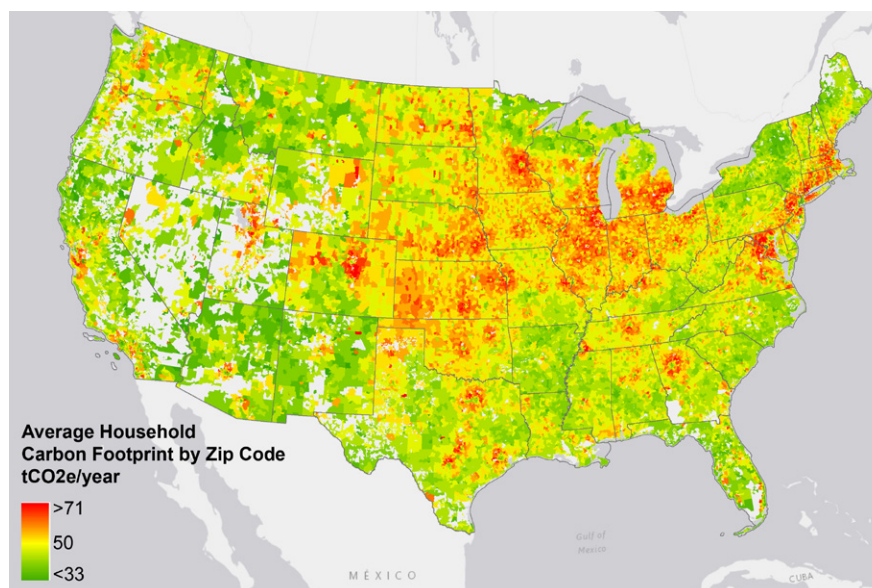 Average Household
Carbon Footprint by Zip Code
tCO2e/year
>71
50
<33
Gulf of
Mexico
MÉXICO
CUBA